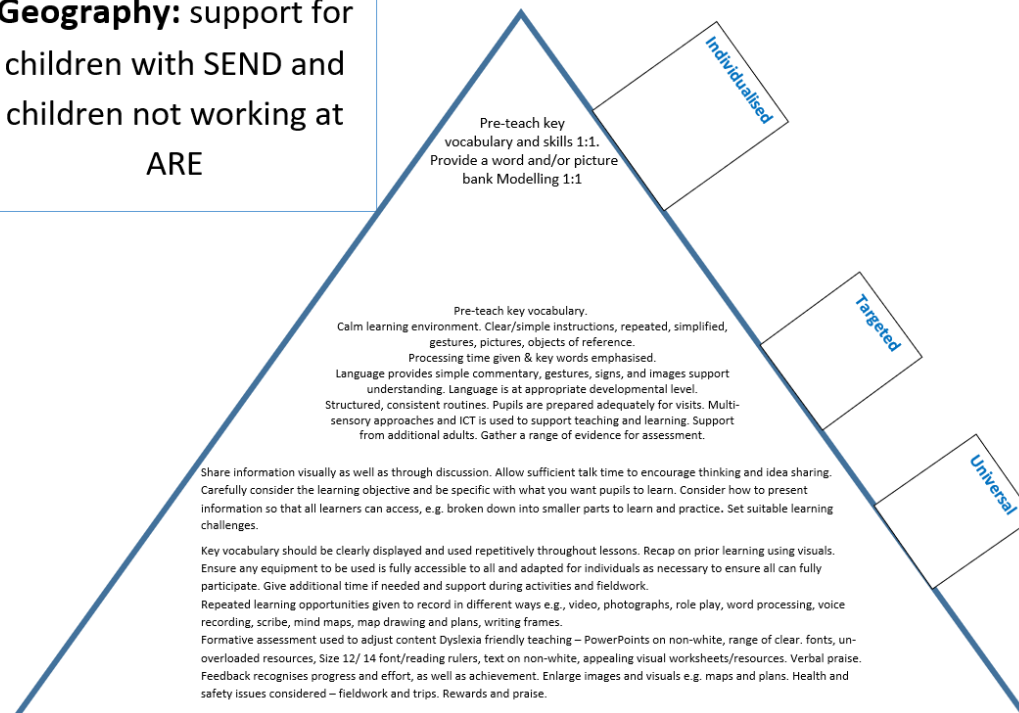 Geography: support for
children with SEND and
children not working at
ARE
Individualised
Pre-teach key
vocabulary and skills 1:1.
Provide a word and/or picture
bank Modelling 1:1
Targeted
Pre-teach key vocabulary.
Calm learning environment. Clear/simple instructions, repeated, simplified,
gestures, pictures, objects of reference.
Processing time given & key words emphasised.
Language provides simple commentary, gestures, signs, and images support
understanding. Language is at appropriate developmental level.
Structured, consistent routines. Pupils are prepared adequately for visits. Multi-
sensory approaches and ICT is used to support teaching and learning. Support
from additional adults. Gather a range of evidence for assessment.
Universal
Share information visually as well as through discussion. Allow sufficient talk time to encourage thinking and idea sharing.
Carefully consider the learning objective and be specific with what you want pupils to learn. Consider how to present
information so that all learners can access, e.g. broken down into smaller parts to learn and practice. Set suitable learning
challenges.
Key vocabulary should be clearly displayed and used repetitively throughout lessons. Recap on prior learning using visuals.
Ensure any equipment to be used is fully accessible to all and adapted for individuals as necessary to ensure all can fully
participate. Give additional time if needed and support during activities and fieldwork.
Repeated learning opportunities given to record in different ways e.g., video, photographs, role play, word processing, voice
recording, scribe, mind maps, map drawing and plans, writing frames.
Formative assessment used to adjust content Dyslexia friendly teaching – PowerPoints on non-white, range of clear. fonts, un-
overloaded resources, Size 12/ 14 font/reading rulers, text on non-white, appealing visual worksheets/resources. Verbal praise.
Feedback recognises progress and effort, as well as achievement. Enlarge images and visuals e.g. maps and plans. Health and
safety issues considered – fieldwork and trips. Rewards and praise.